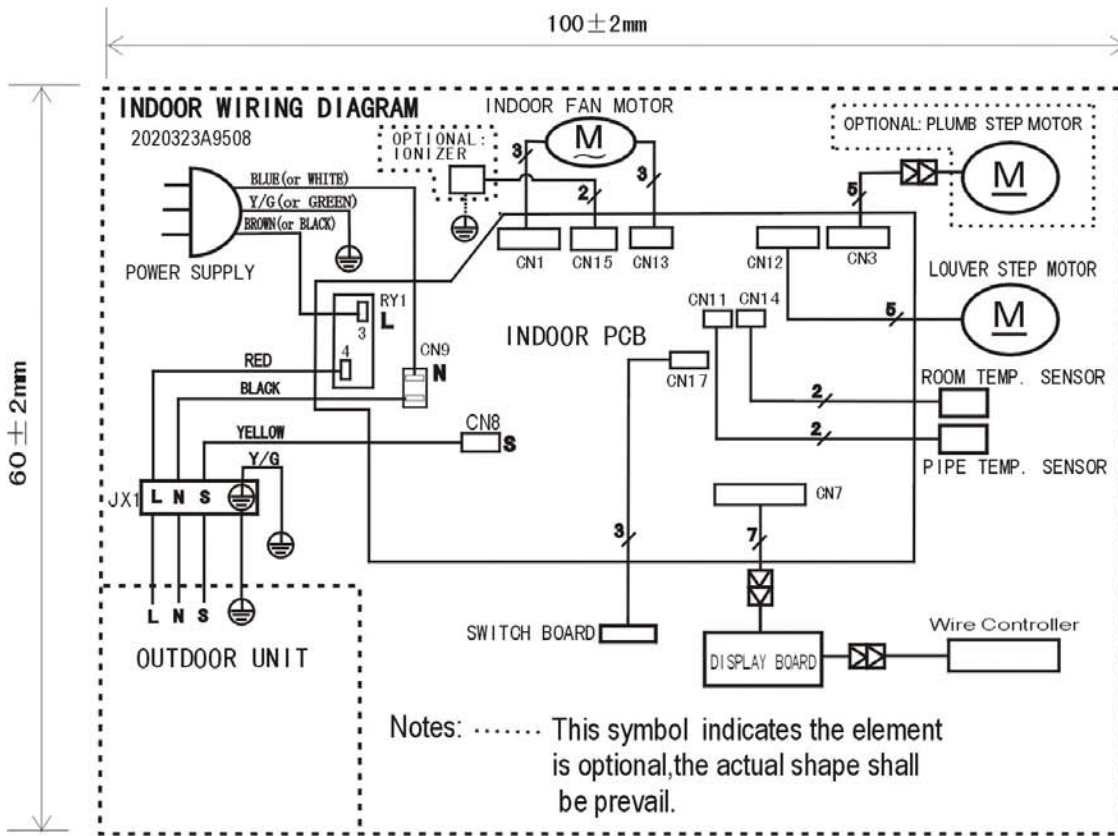 100±2mm
60±2mm
INDOOR WIRING DIAGRAM
2020323A9508
INDOOR FAN MOTOR
M
3
3
OPTIONAL:
IONIZER
2
OPTIONAL: PLUMB STEP MOTOR
M
5
BLUE(or WHITE)
Y/G(or GREEN)
BROWN(or BLACK)
POWER SUPPLY
CN1
CN15
CN13
CN12
CN3
LOUVER STEP MOTOR
M
5
RY1
L
3
4
CN9
N
INDOOR PCB
CN11
CN14
CN17
ROOM TEMP. SENSOR
2
2
PIPE TEMP. SENSOR
RED
BLACK
YELLOW
CN8
S
Y/G
JX1
L N S
CN7
3
7
L N S
OUTDOOR UNIT
SWITCH BOARD
DISPLAY BOARD
Wire Controller
Notes: ······· This symbol indicates the element
is optional,the actual shape shall
be prevail.